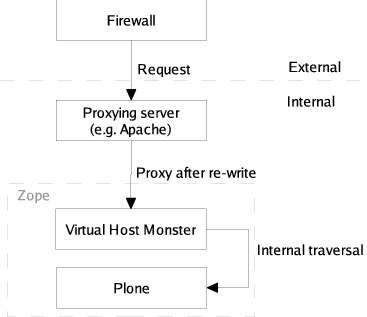 Firewall
Request
External
Internal
Proxying server
(e.g. Apache)
Proxy after re-write
Zope
Virtual Host Monster
Internal traversal
Plone